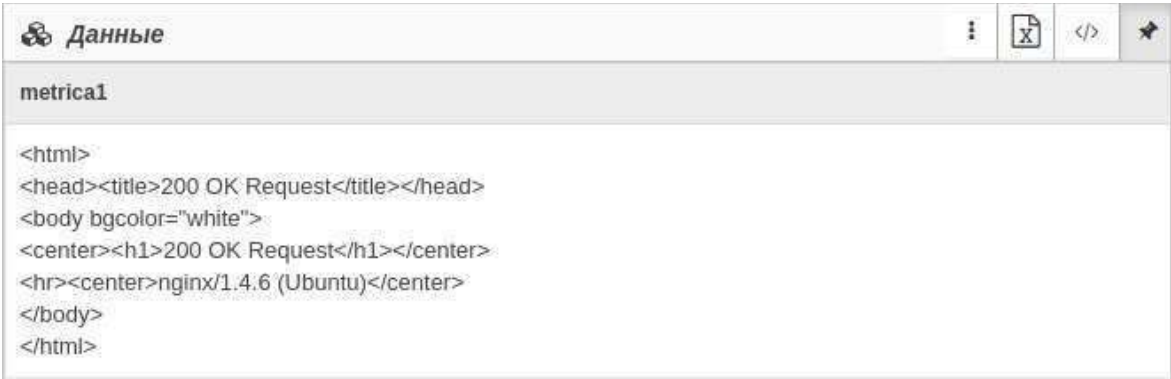 Данные
metrica1
<html>
<head><title>200 OK Request</title></head>
<body bgcolor="white">
<center><h1>200 OK Request</h1></center>
<hr><center>nginx/1.4.6 (Ubuntu)</center>
</body>
</html>